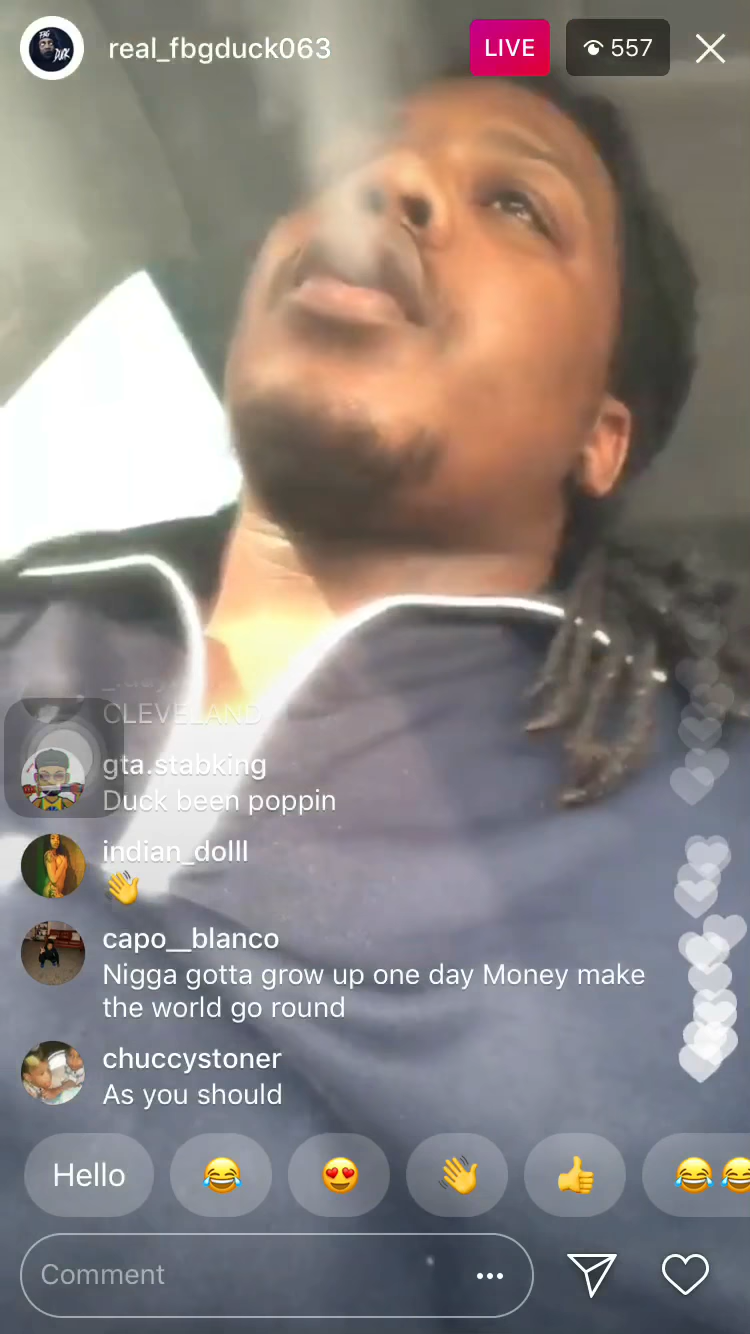 real_fbgduck063
LIVE
557
CLEVELAND
gta.stabking
Duck been poppin
indian_dolll
👋
capo__blanco
Nigga gotta grow up one day Money make
the world go round
chuccystoner
As you should
Hello 😂 😍 👋 👍 😂😂
Comment